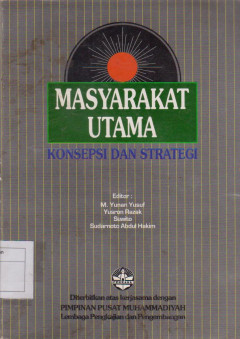 MASYARAKAT
UTAMA
KONSEPSI DAN STRATEGI
Editor :
M. Yunan Yusuf
Yusron Razak
Sudarnoto Abdul Hakim
Diterbitkan atas kerjasama dengan
PIMPINAN PUSAT MUHAMMADIYAH
Lembaga Pengkajian dan Pengembangan